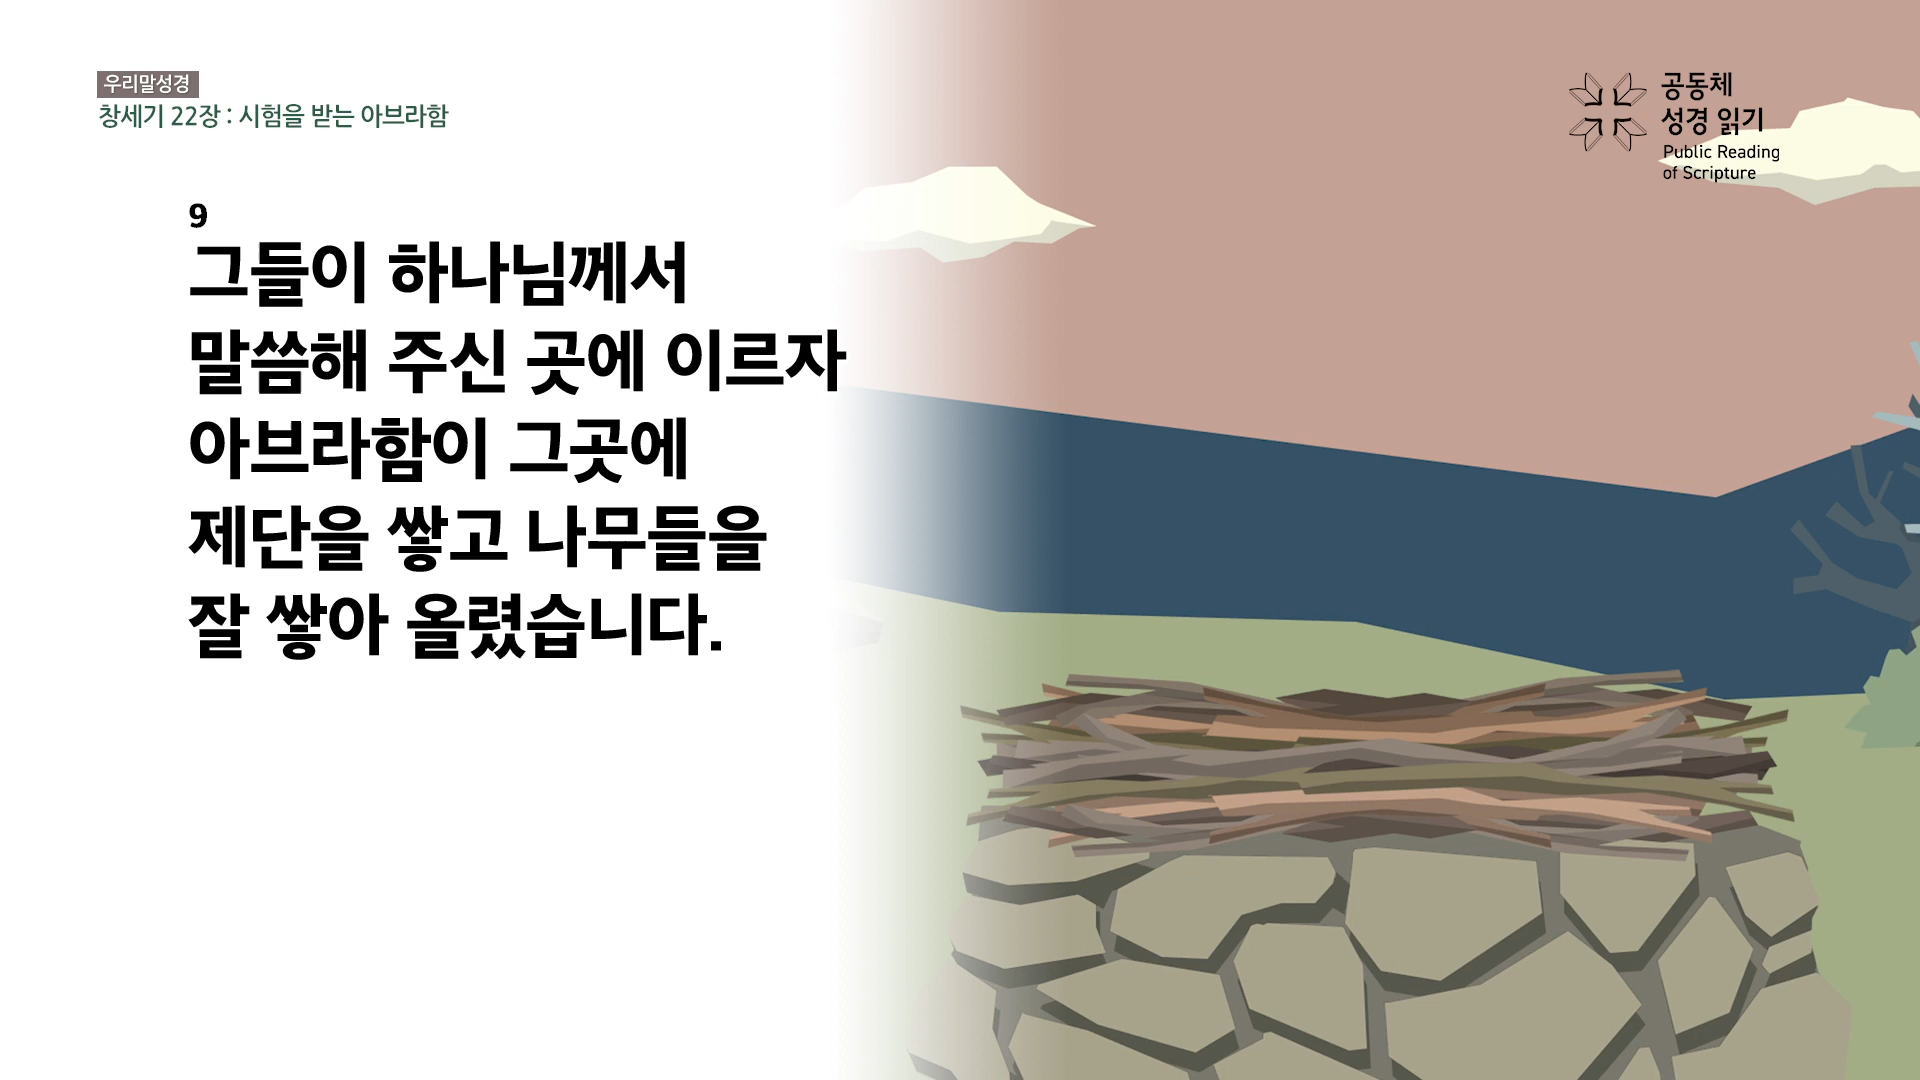 우리말성경
창세기 22장 : 시험을 받는 아브라함
공동체
성경 읽기
Public Reading
of Scripture
9
그들이 하나님께서
말씀해 주신 곳에 이르자
아브라함이 그곳에
제단을 쌓고 나무들을
잘 쌓아 올렸습니다.